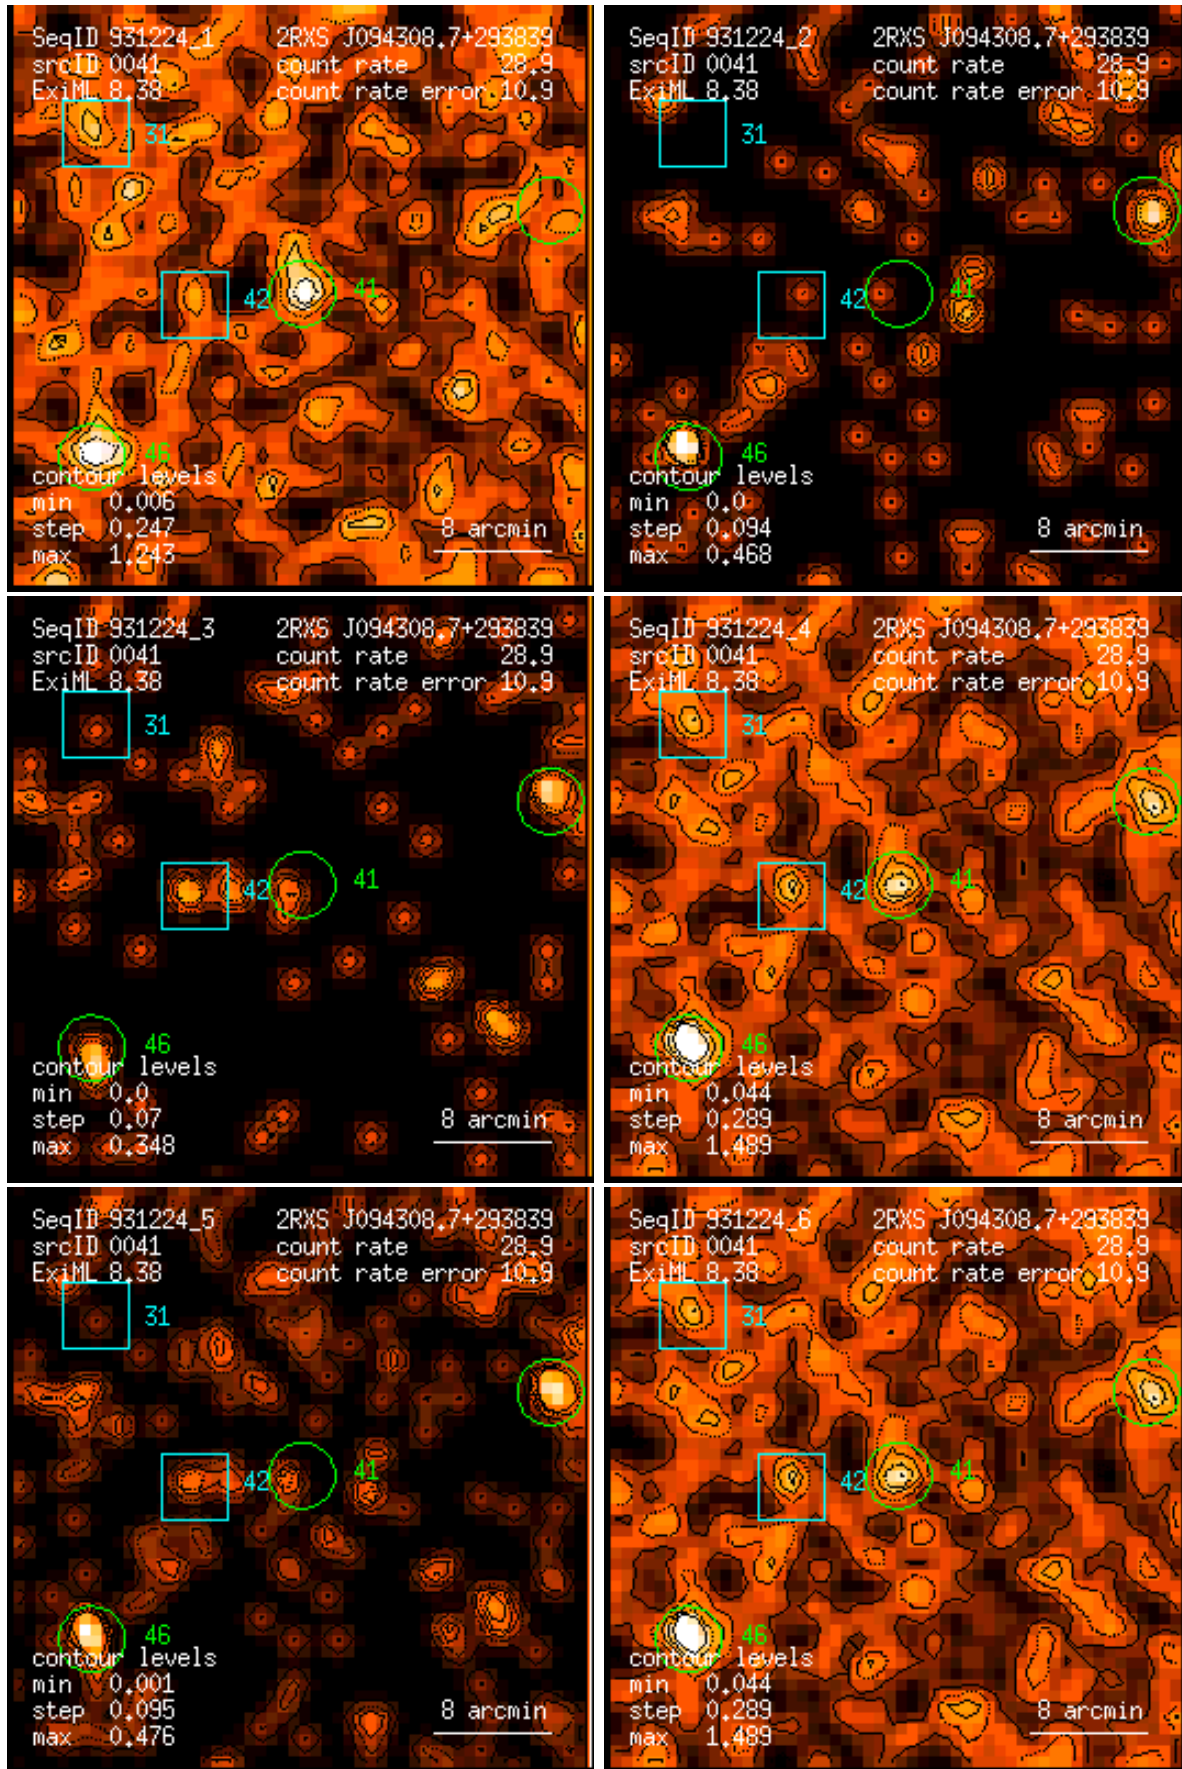 SeqID 931224_1 2RXS J094308.7+293839
srcID 0041 count rate 28.9
ExiML 8.38 count rate error 10.9
31
42
41
46
contour levels
min 0.006
step 0.247
max 1.243
8 arcmin
SeqID 931224_2 2RXS J094308.7+293839
srcID 0041 count rate 28.9
ExiML 8.38 count rate error 10.9
31
42
41
46
contour levels
min 0.0
step 0.094
max 0.468
8 arcmin
SeqID 931224_3 2RXS J094308.7+293839
srcID 0041 count rate 28.9
ExiML 8.38 count rate error 10.9
31
42
41
46
contour levels
min 0.0
step 0.07
max 0.348
8 arcmin
SeqID 931224_4 2RXS J094308.7+293839
srcID 0041 count rate 28.9
ExiML 8.38 count rate error 10.9
31
42
41
46
contour levels
min 0.044
step 0.289
max 1.489
8 arcmin
SeqID 931224_5 2RXS J094308.7+293839
srcID 0041 count rate 28.9
ExiML 8.38 count rate error 10.9
31
42
41
46
contour levels
min 0.001
step 0.095
max 0.476
8 arcmin
SeqID 931224_6 2RXS J094308.7+293839
srcID 0041 count rate 28.9
ExiML 8.38 count rate error 10.9
31
42
41
46
contour levels
min 0.044
step 0.289
max 1.489
8 arcmin